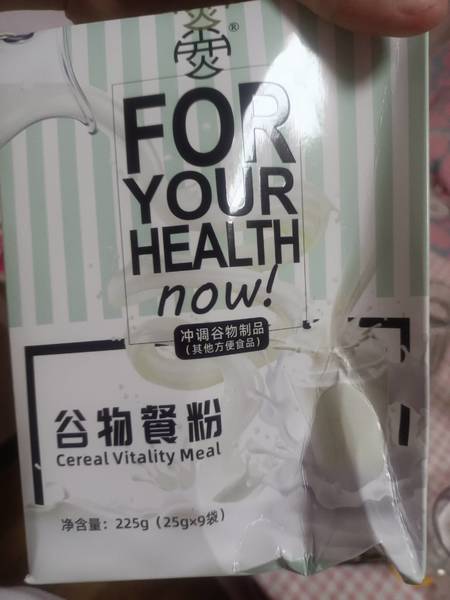 ®
FOR
YOUR
HEALTH
now!
冲调谷物制品
(其他方便食品)
谷物餐粉
Cereal Vitality Meal
净含量: 225g (25g×9袋)